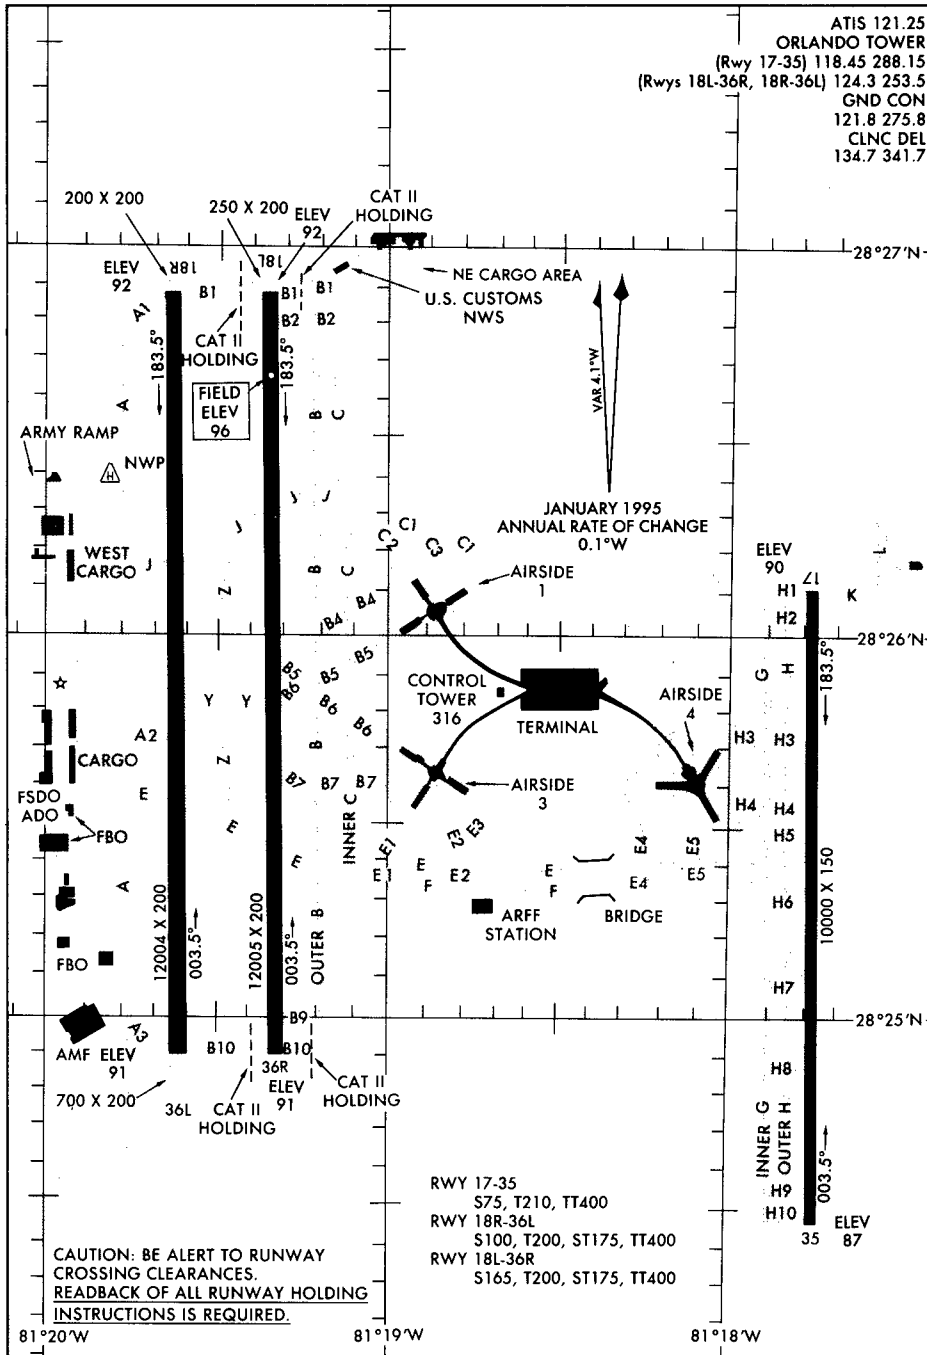 ATIS 121.25
ORLANDO TOWER
(Rwy 17-35) 118.45 288.15
(Rwys 18L-36R, 18R-36L) 124.3 253.5
GND CON
121.8 275.8
CLNC DEL
134.7 341.7
200 X 200
250 X 200
ELEV
92
CAT II
HOLDING
ELEV
92
18R
18L
NE CARGO AREA
28°27'N
U.S. CUSTOMS
NWS
B1
B1
B1
A1
B2
B2
183.5°
183.5°
CAT II
HOLDING
FIELD
ELEV
96
VAR 4.1°W
A
B
C
ARMY RAMP
H
NWP
J
J
J
JANUARY 1995
ANNUAL RATE OF CHANGE
0.1°W
C1
C2
C3
C1
WEST
CARGO
J
Z
B
C
AIRSIDE
1
B4
B4
ELEV
90
17
L
H1
K
H2
28°26'N
B5
B5
B5
B6
B6
B6
Y
Y
CONTROL
TOWER
316
TERMINAL
AIRSIDE
4
G
H
183.5°
A2
B
H3
H3
CARGO
Z
B7
B7
B7
AIRSIDE
3
E
FSDO
ADO
FBO
E
INNER C
H4
H4
H5
E1
E2
E3
E4
E5
E
E1
E
F
E2
E
F
E4
E5
A
H6
12004 X 200
003.5°
12005 X 200
003.5°
OUTER B
ARFF
STATION
BRIDGE
10000 X 150
FBO
H7
A3
B9
28°25'N
AMF
ELEV
91
B10
B10
36R
ELEV
91
CAT II
HOLDING
H8
700 X 200
36L
CAT II
HOLDING
INNER G
OUTER H
003.5°
RWY 17-35
S75, T210, TT400
RWY 18R-36L
S100, T200, ST175, TT400
RWY 18L-36R
S165, T200, ST175, TT400
H9
H10
35
ELEV
87
CAUTION: BE ALERT TO RUNWAY
CROSSING CLEARANCES.
READBACK OF ALL RUNWAY HOLDING
INSTRUCTIONS IS REQUIRED.
81°20'W
81°19'W
81°18'W